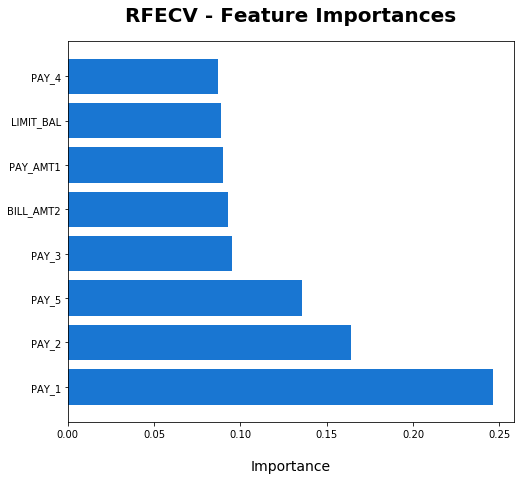 RFECV - Feature Importances
PAY_4
LIMIT_BAL
PAY_AMT1
BILL_AMT2
PAY_3
PAY_5
PAY_2
PAY_1
0.00 0.05 0.10 0.15 0.20 0.25
Importance